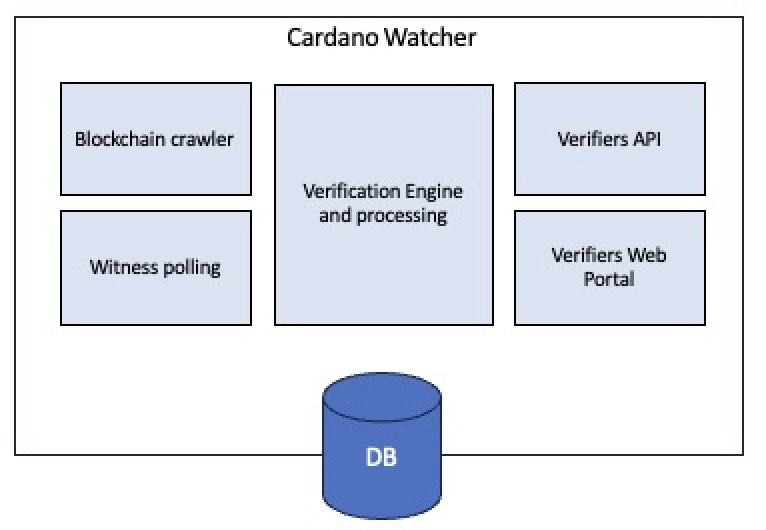 Cardano Watcher
Blockchain crawler
Witness polling
Verification Engine
and processing
Verifiers API
Verifiers Web
Portal
DB